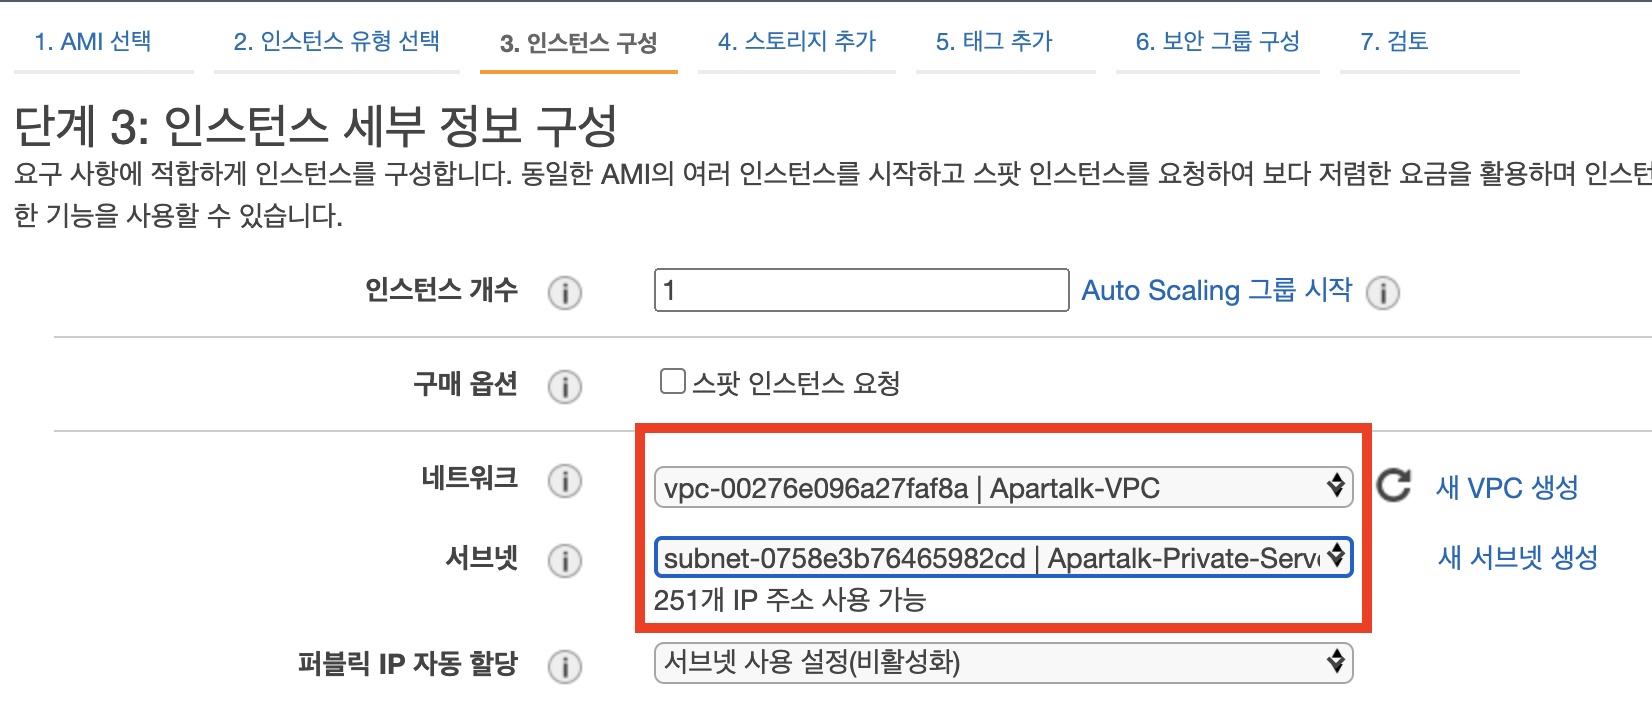 1. AMI 선택 2. 인스턴스 유형 선택 3. 인스턴스 구성 4. 스토리지 추가 5. 태그 추가 6. 보안 그룹 구성 7. 검토
단계 3: 인스턴스 세부 정보 구성
요구 사항에 적합하게 인스턴스를 구성합니다. 동일한 AMI의 여러 인스턴스를 시작하고 스팟 인스턴스를 요청하여 보다 저렴한 요금을 활용하며 인스턴
한 기능을 사용할 수 있습니다.
인스턴스 개수 i 1 Auto Scaling 그룹 시작 i
구매 옵션 i 스팟 인스턴스 요청
네트워크 i vpc-00276e096a27faf8a | Apartalk-VPC 새 VPC 생성
서브넷 i subnet-0758e3b76465982cd | Apartalk-Private-Serv 새 서브넷 생성
251개 IP 주소 사용 가능
퍼블릭 IP 자동 할당 i 서브넷 사용 설정(비활성화)